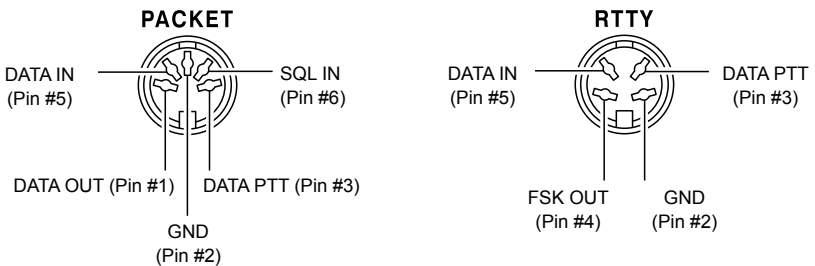 PACKET
DATA IN
(Pin #5)
SQL IN
(Pin #6)
DATA OUT (Pin #1)
DATA PTT (Pin #3)
GND
(Pin #2)
RTTY
DATA IN
(Pin #5)
DATA PTT
(Pin #3)
FSK OUT
(Pin #4)
GND
(Pin #2)